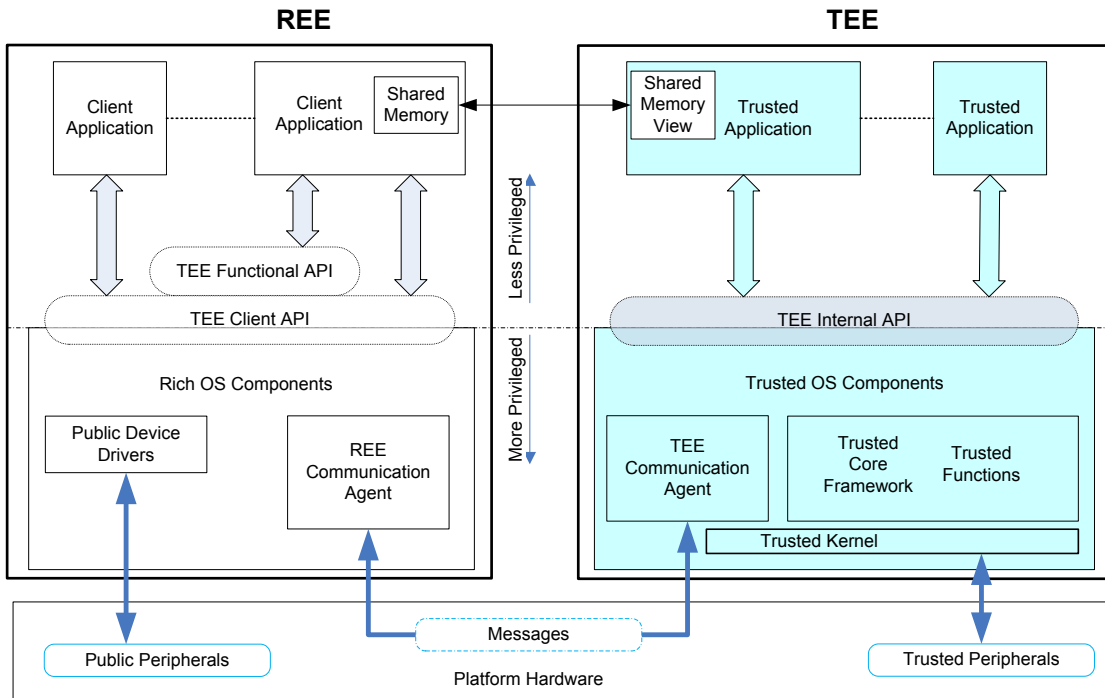 REE
TEE
Client
Application
Client
Application
Shared
Memory
Shared
Memory
View
Trusted
Application
Trusted
Application
Less Privileged
TEE Functional API
TEE Client API
TEE Internal API
More Privileged
Rich OS Components
Trusted OS Components
Public Device
Drivers
REE
Communication
Agent
TEE
Communication
Agent
Trusted
Core
Framework
Trusted
Functions
Trusted Kernel
Messages
Public Peripherals
Trusted Peripherals
Platform Hardware